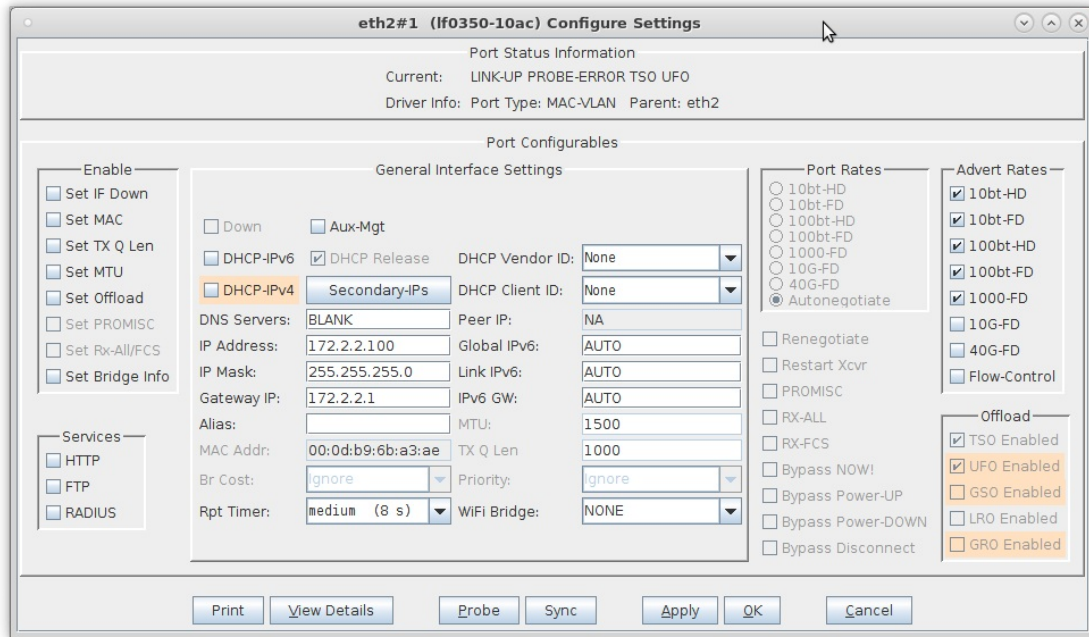 eth2#1 (lf0350-10ac) Configure Settings
Port Status Information
Current: LINK-UP PROBE-ERROR TSO UFO
Driver Info: Port Type: MAC-VLAN Parent: eth2
Port Configurables
Enable
Set IF Down
Set MAC
Set TX Q Len
Set MTU
Set Offload
Set PROMISC
Set Rx-All/FCS
Set Bridge Info
Services
HTTP
FTP
RADIUS
General Interface Settings
Down Aux-Mgt
DHCP-IPv6 DHCP Release DHCP Vendor ID: None
DHCP-IPv4 Secondary-IPs DHCP Client ID: None
DNS Servers: BLANK Peer IP: NA
IP Address: 172.2.2.100 Global IPv6: AUTO
IP Mask: 255.255.255.0 Link IPv6: AUTO
Gateway IP: 172.2.2.1 IPv6 GW: AUTO
Alias: MTU: 1500
MAC Addr: 00:0d:b9:6b:a3:ae TX Q Len 1000
Br Cost: Ignore Priority: Ignore
Rpt Timer: medium (8 s) WiFi Bridge: NONE
Port Rates
10bt-HD
10bt-FD
100bt-HD
100bt-FD
1000-FD
10G-FD
40G-FD
Autonegotiate
Renegotiate
Restart Xcvr
PROMISC
RX-ALL
RX-FCS
Bypass NOW!
Bypass Power-UP
Bypass Power-DOWN
Bypass Disconnect
Advert Rates
10bt-HD
10bt-FD
100bt-HD
100bt-FD
1000-FD
10G-FD
40G-FD
Flow-Control
Offload
TSO Enabled
UFO Enabled
GSO Enabled
LRO Enabled
GRO Enabled
Print View Details Probe Sync Apply OK Cancel